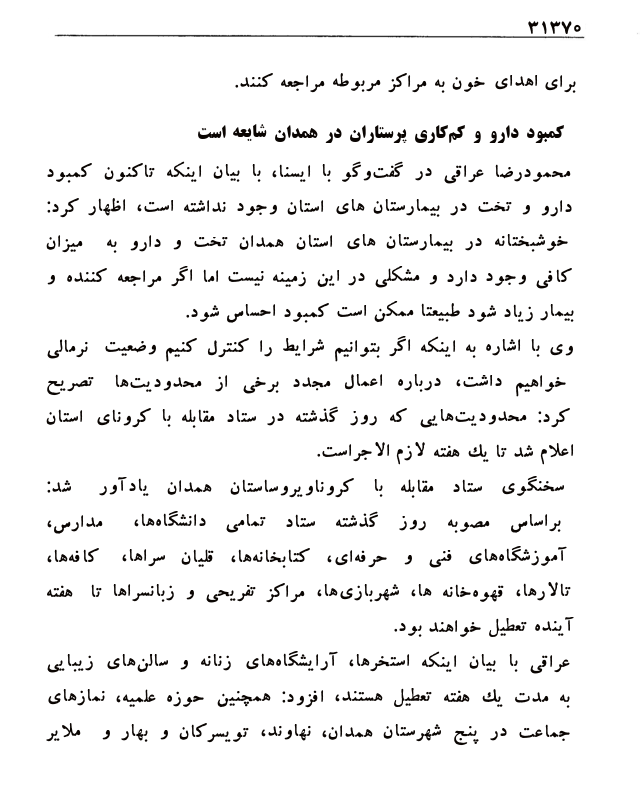 ۳۱۳۷۰
برای اهدای خون به مراکز مربوطه مراجعه کنند.
کمبود دارو و کم‌کاری پرستاران در همدان شایعه است
محمودرضا عراقی در گفت‌وگو با ایسنا، با بیان اینکه تاکنون کمبود
دارو و تخت در بیمارستان های استان وجود نداشته است، اظهار کرد:
خوشبختانه در بیمارستان های استان همدان تخت و دارو به میزان
کافی وجود دارد و مشکلی در این زمینه نیست اما اگر مراجعه کننده و
بیمار زیاد شود طبیعتا ممکن است کمبود احساس شود.
وی با اشاره به اینکه اگر بتوانیم شرایط را کنترل کنیم وضعیت نرمالی
خواهیم داشت، درباره اعمال مجدد برخی از محدودیت‌ها تصریح
کرد: محدودیت‌هایی که روز گذشته در ستاد مقابله با کرونای استان
اعلام شد تا یك هفته لازم الاجراست.
سخنگوی ستاد مقابله با کروناویروساستان همدان یادآور شد:
براساس مصوبه روز گذشته ستاد تمامی دانشگاه‌ها، مدارس،
آموزشگاه‌های فنی و حرفه‌ای، کتابخانه‌ها، قلیان سراها، کافه‌ها،
تالارها، قهوه‌خانه ها، شهربازی‌ها، مراکز تفریحی و زبانسراها تا هفته
آینده تعطیل خواهند بود.
عراقی با بیان اینکه استخرها، آرایشگاه‌های زنانه و سالن‌های زیبایی
به مدت یك هفته تعطیل هستند، افزود: همچنین حوزه علمیه، نمازهای
جماعت در پنج شهرستان همدان، نهاوند، تویسرکان و بهار و ملایر